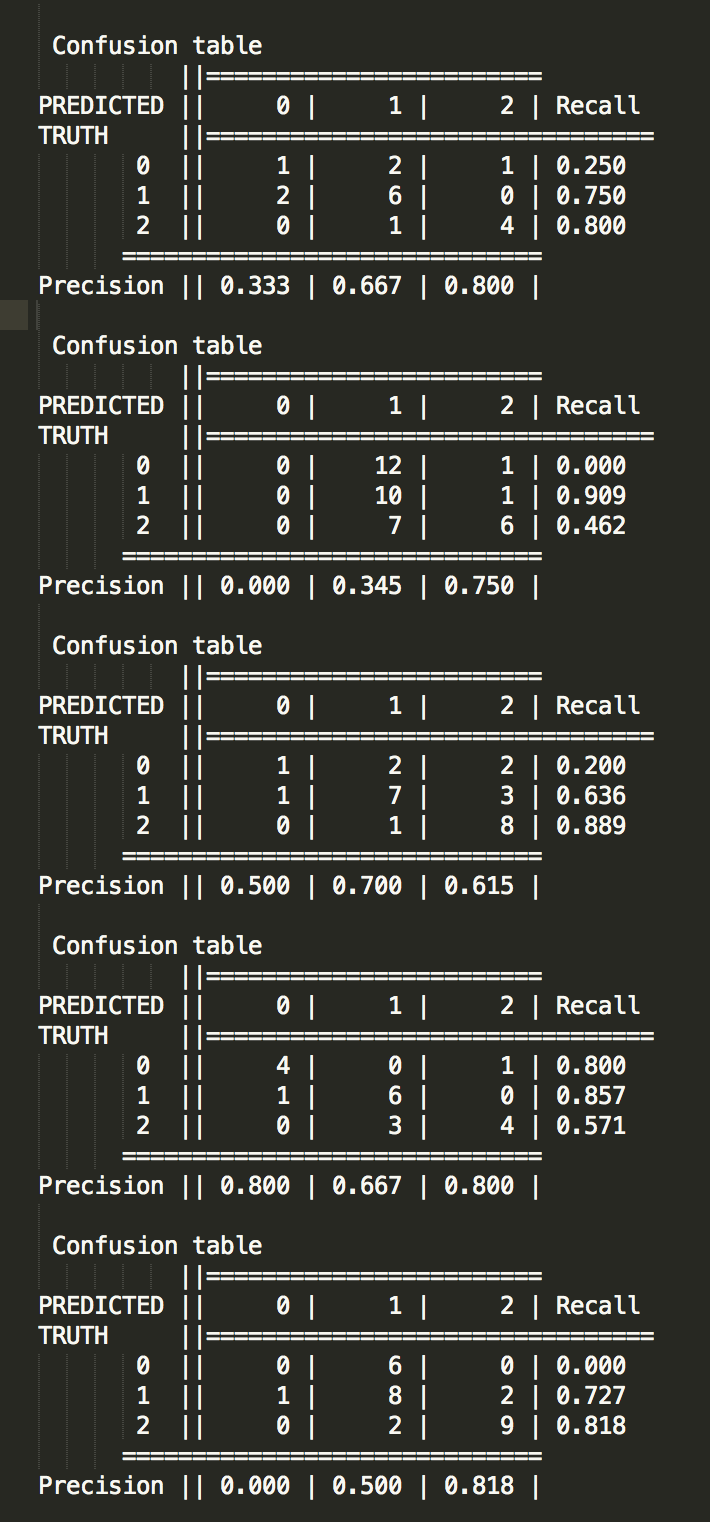 Confusion table
||========================
PREDICTED ||     0 |     1 |     2 | Recall
TRUTH     ||================================
       0  ||     1 |     2 |     1 | 0.250
       1  ||     2 |     6 |     0 | 0.750
       2  ||     0 |     1 |     4 | 0.800
      ==============================
Precision || 0.333 | 0.667 | 0.800 |
Confusion table
||========================
PREDICTED ||     0 |     1 |     2 | Recall
TRUTH     ||================================
       0  ||     0 |    12 |     1 | 0.000
       1  ||     0 |    10 |     1 | 0.909
       2  ||     0 |     7 |     6 | 0.462
      ==============================
Precision || 0.000 | 0.345 | 0.750 |
Confusion table
||========================
PREDICTED ||     0 |     1 |     2 | Recall
TRUTH     ||================================
       0  ||     1 |     2 |     2 | 0.200
       1  ||     1 |     7 |     3 | 0.636
       2  ||     0 |     1 |     8 | 0.889
      ==============================
Precision || 0.500 | 0.700 | 0.615 |
Confusion table
||========================
PREDICTED ||     0 |     1 |     2 | Recall
TRUTH     ||================================
       0  ||     4 |     0 |     1 | 0.800
       1  ||     1 |     6 |     0 | 0.857
       2  ||     0 |     3 |     4 | 0.571
      ==============================
Precision || 0.800 | 0.667 | 0.800 |
Confusion table
||========================
PREDICTED ||     0 |     1 |     2 | Recall
TRUTH     ||================================
       0  ||     0 |     6 |     0 | 0.000
       1  ||     1 |     8 |     2 | 0.727
       2  ||     0 |     2 |     9 | 0.818
      ==============================
Precision || 0.000 | 0.500 | 0.818 |